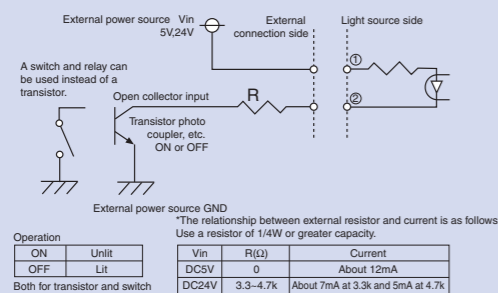 External power source Vin
5V,24V
External
connection side
Light source side
A switch and relay can
be used instead of a
transistor.
Open collector input
R
①
②
Transistor photo
coupler, etc.
ON or OFF
External power source GND
*The relationship between external resistor and current is as follows
Use a resistor of 1/4W or greater capacity.
Operation
ON Unlit
OFF Lit
Both for transistor and switch
Vin R(Ω) Current
DC5V 0 About 12mA
DC24V 3.3~4.7k About 7mA at 3.3k and 5mA at 4.7k